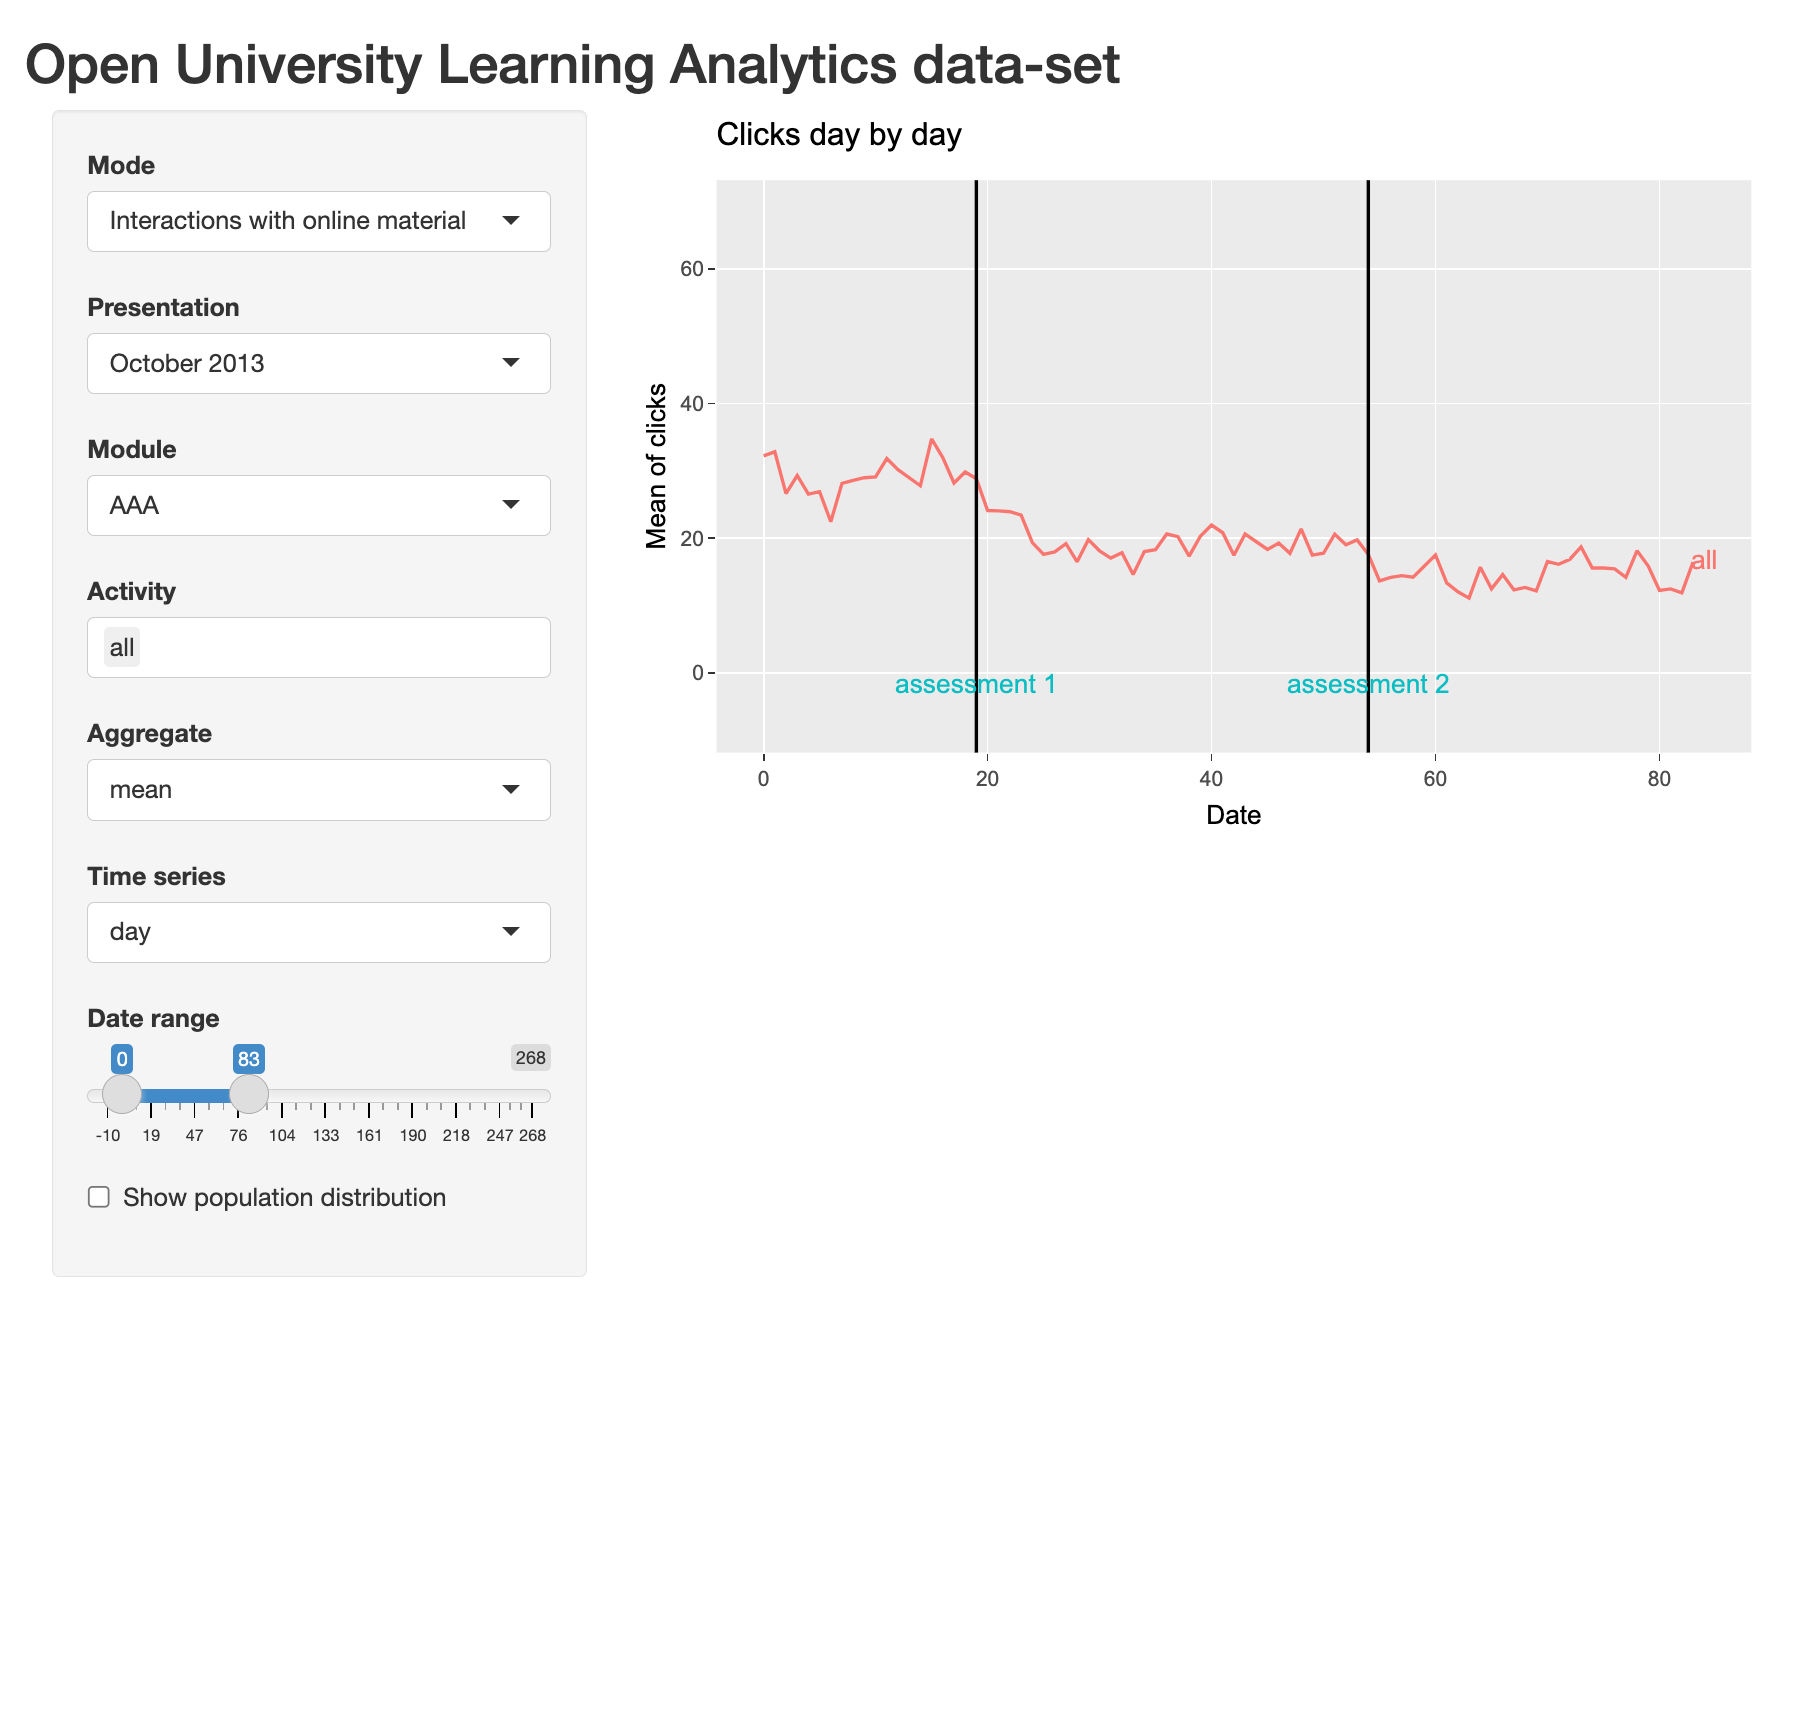 Open University Learning Analytics data-set
Mode
Interactions with online material
Presentation
October 2013
Module
AAA
Activity
all
Aggregate
mean
Time series
day
Date range
0 83 268
-10 19 47 76 104 133 161 190 218 247 268
Show population distribution
Clicks day by day
Mean of clicks
60
40
20
0
all
assessment 1 assessment 2
0 20 40 60 80
Date